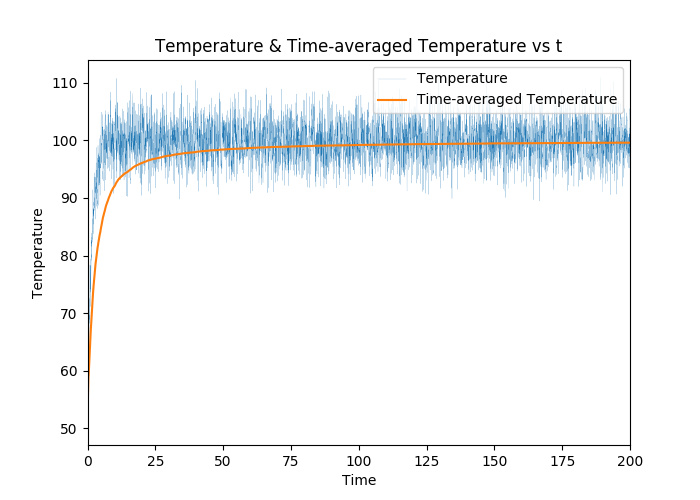 Temperature & Time-averaged Temperature vs t
Temperature
Time-averaged Temperature
110
100
90
80
70
60
50
Temperature
0 25 50 75 100 125 150 175 200
Time